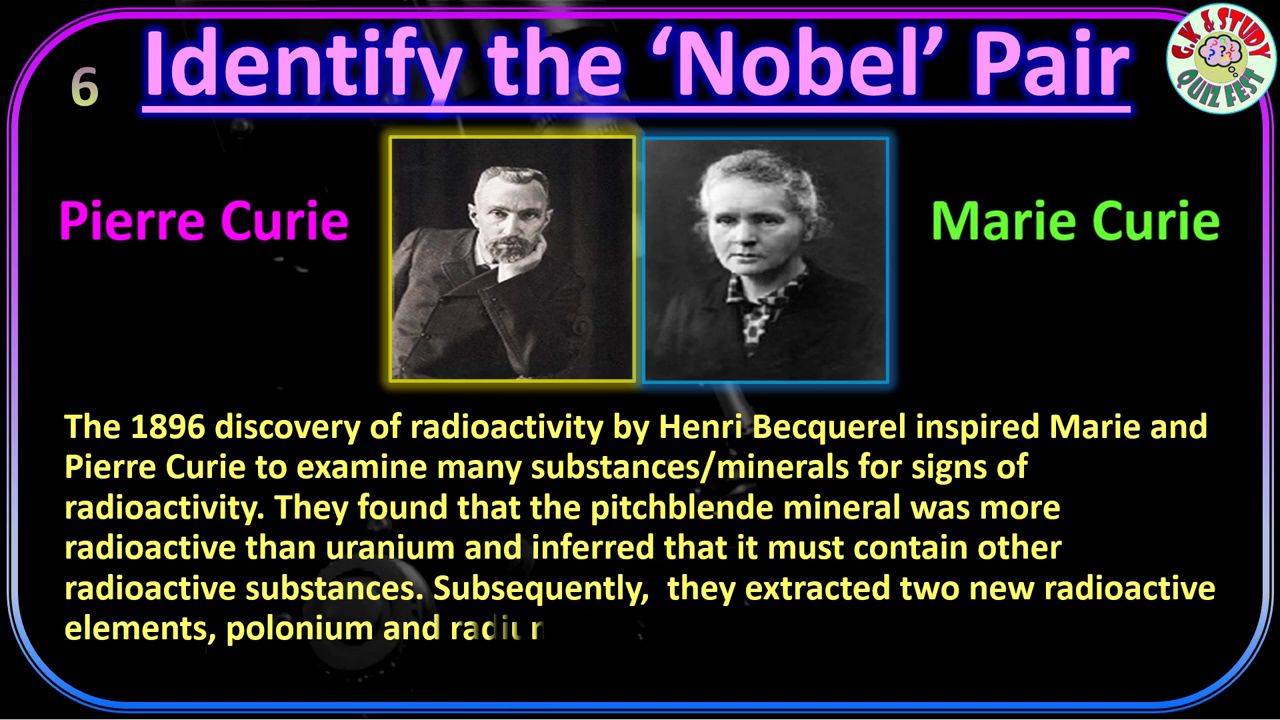 6
Identify the ‘Nobel’ Pair
G.K & STUDY
QUIZ FEST
Pierre Curie
Marie Curie
The 1896 discovery of radioactivity by Henri Becquerel inspired Marie and
Pierre Curie to examine many substances/minerals for signs of
radioactivity. They found that the pitchblende mineral was more
radioactive than uranium and inferred that it must contain other
radioactive substances. Subsequently, they extracted two new radioactive
elements, polonium and